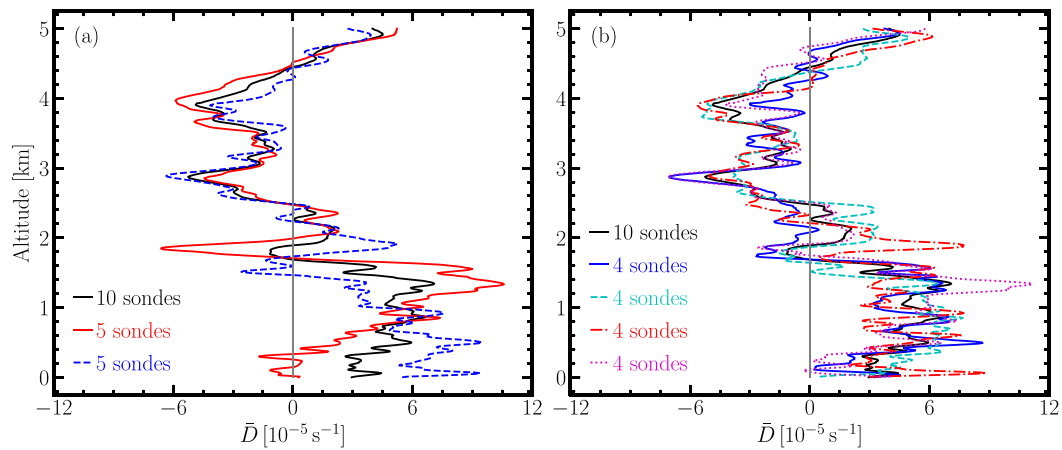 (a)
Altitude [km]
5
4
3
2
1
0
10 sondes
5 sondes
5 sondes
−12
−6
0
6
12
D̄ [10⁻⁵ s⁻¹]
(b)
5
4
3
2
1
0
10 sondes
4 sondes
4 sondes
4 sondes
4 sondes
−12
−6
0
6
12
D̄ [10⁻⁵ s⁻¹]